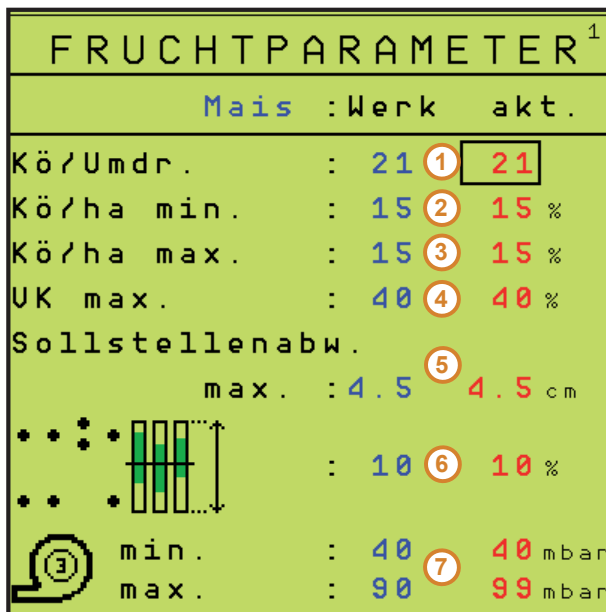 FRUCHTPARAMETER 1
Mais :Werk akt.
Kö/Umdr. : 21 1 21
Kö/ha min. : 15 2 15 %
Kö/ha max. : 15 3 15 %
VK max. : 40 4 40 %
Sollstellenabw.
5
max. :4.5 4.5 cm
: 10 6 10 %
3 min. : 40 7 40 mbar
max. : 90 99 mbar